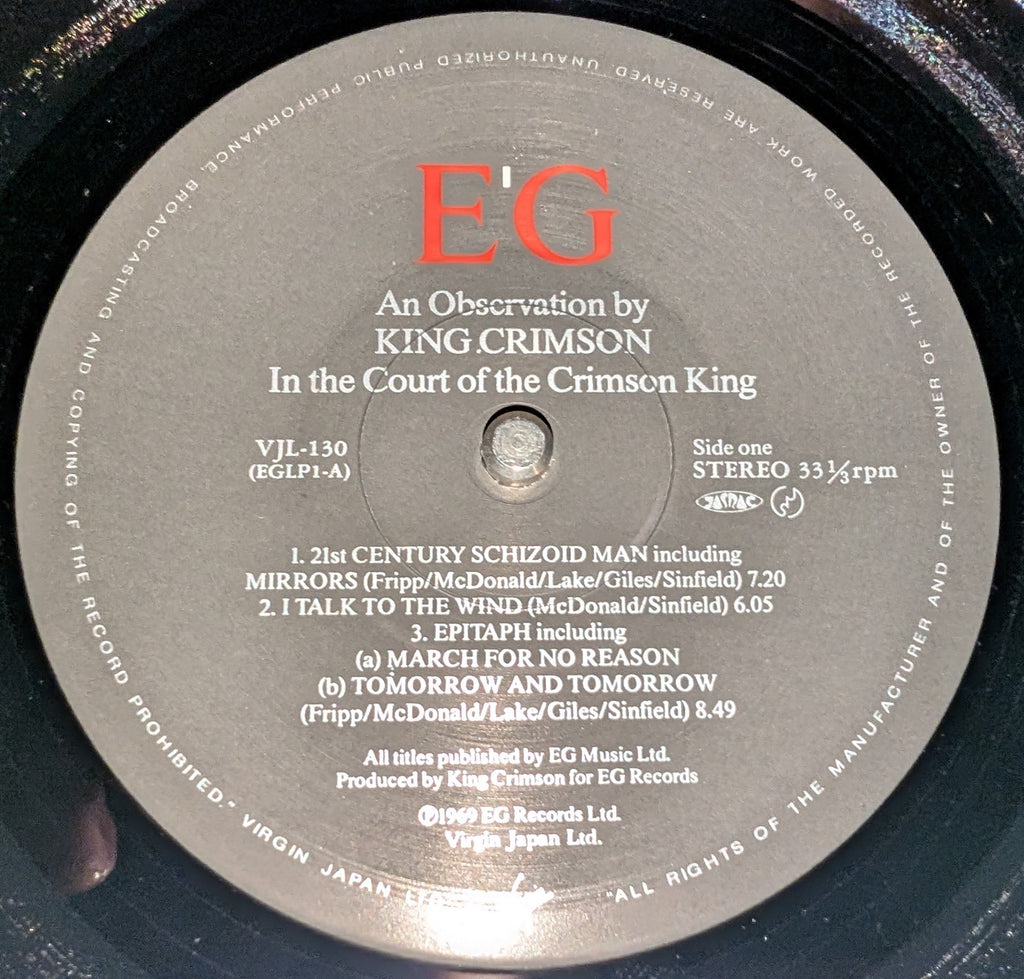 E'G
An Observation by
KING CRIMSON
In the Court of the Crimson King
VJL-130
(EGLP1-A)
Side one
STEREO 33⅓rpm
JASRAC
1. 21st CENTURY SCHIZOID MAN including
MIRRORS (Fripp/McDonald/Lake/Giles/Sinfield) 7.20
2. I TALK TO THE WIND (McDonald/Sinfield) 6.05
3. EPITAPH including
(a) MARCH FOR NO REASON
(b) TOMORROW AND TOMORROW
(Fripp/McDonald/Lake/Giles/Sinfield) 8.49
All titles published by EG Music Ltd.
Produced by King Crimson for EG Records
℗1969 EG Records Ltd.
Virgin Japan Ltd.
"ALL RIGHTS OF THE MANUFACTURER AND OF THE OWNER OF THE RECORDED WORK ARE RESERVED. UNAUTHORIZED PUBLIC PERFORMANCE, BROADCASTING AND COPYING OF THE RECORD PROHIBITED." VIRGIN JAPAN LTD.